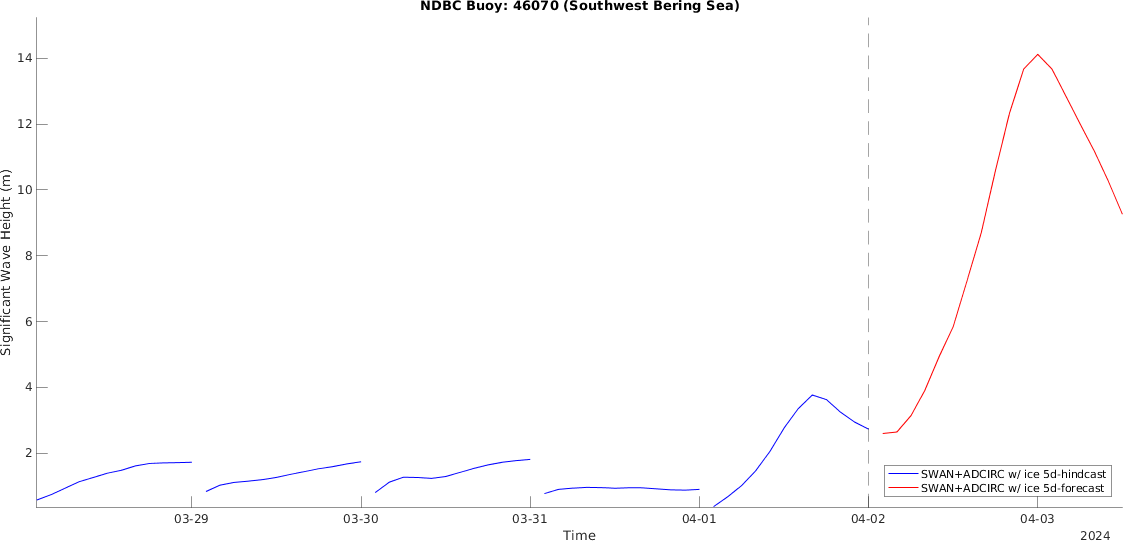 NDBC Buoy: 46070 (Southwest Bering Sea)
Significant Wave Height (m)
14
12
10
8
6
4
2
SWAN+ADCIRC w/ ice 5d-hindcast
SWAN+ADCIRC w/ ice 5d-forecast
03-29 03-30 03-31 04-01 04-02 04-03
Time
2024